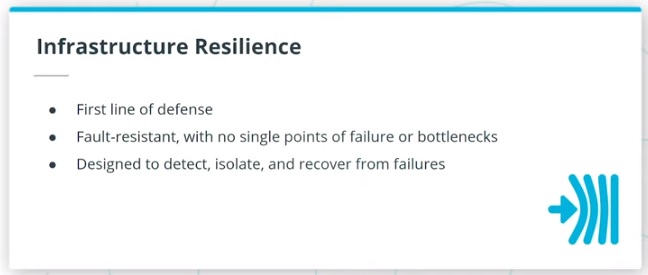 Infrastructure Resilience
● First line of defense
● Fault-resistant, with no single points of failure or bottlenecks
● Designed to detect, isolate, and recover from failures